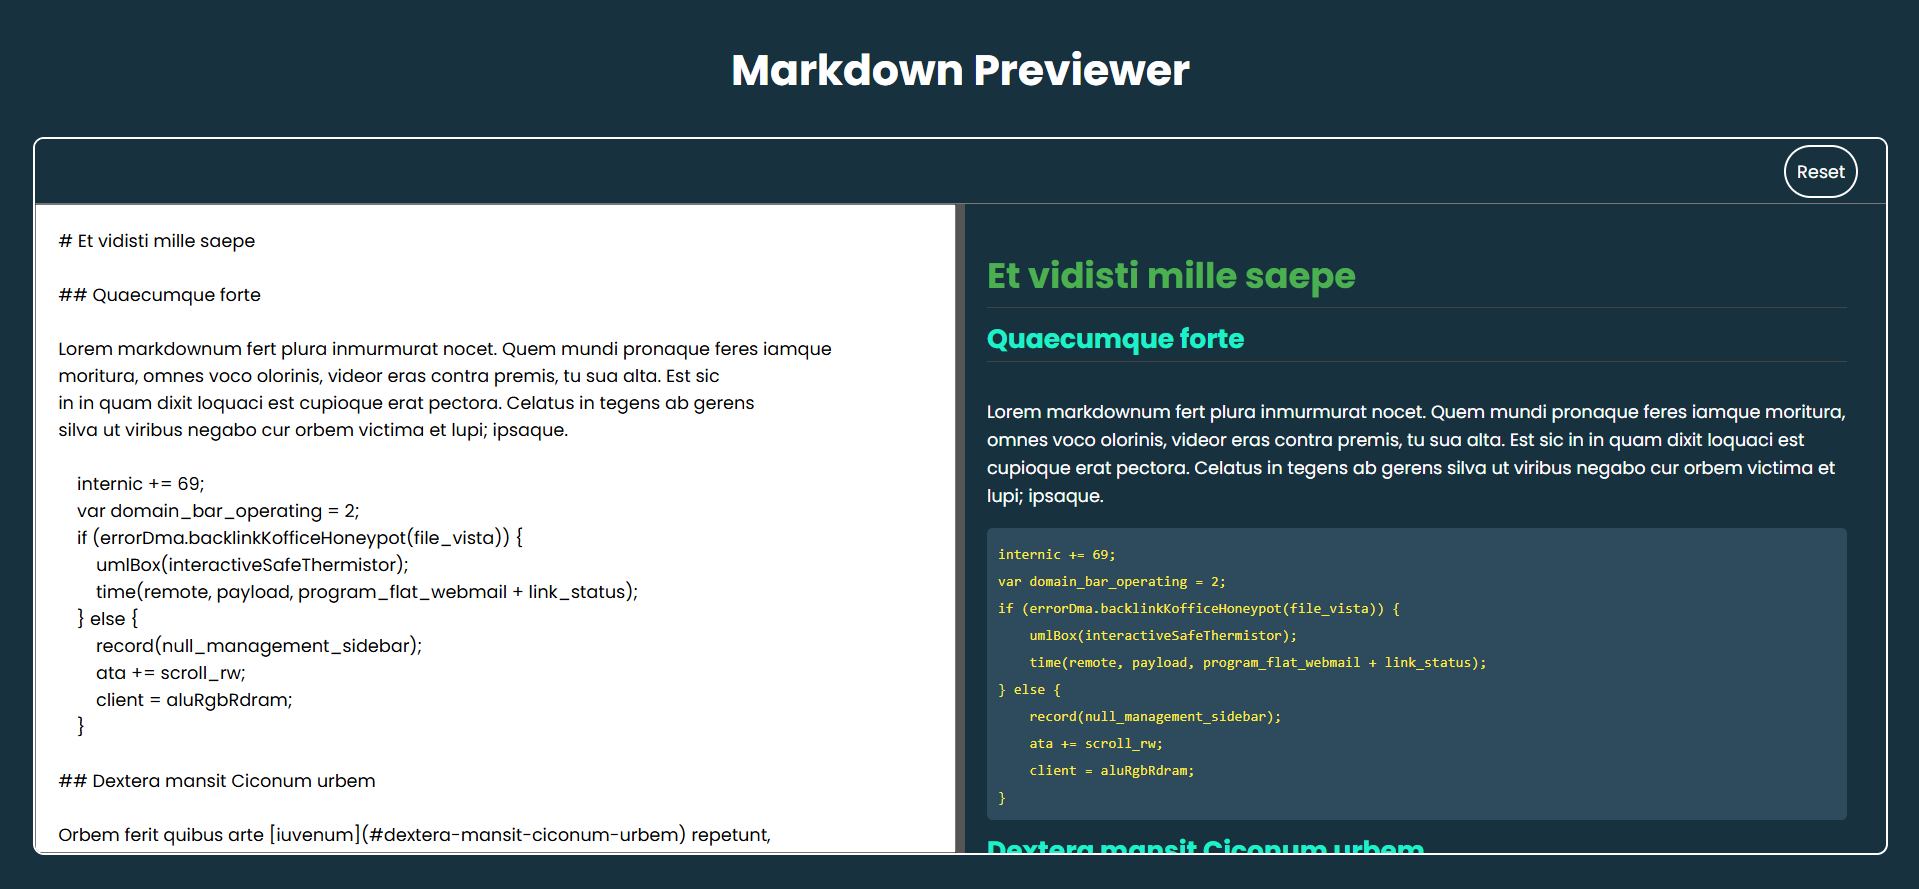 Markdown Previewer
Reset
# Et vidisti mille saepe
## Quaecumque forte
Lorem markdownum fert plura inmurmurat nocet. Quem mundi pronaque feres iamque
moritura, omnes voco olorinis, videor eras contra premis, tu sua alta. Est sic
in in quam dixit loquaci est cupioque erat pectora. Celatus in tegens ab gerens
silva ut viribus negabo cur orbem victima et lupi; ipsaque.
internic += 69;
var domain_bar_operating = 2;
if (errorDma.backlinkKofficeHoneypot(file_vista)) {
umlBox(interactiveSafeThermistor);
time(remote, payload, program_flat_webmail + link_status);
} else {
record(null_management_sidebar);
ata += scroll_rw;
client = aluRgbRdram;
}
## Dextera mansit Ciconum urbem
Orbem ferit quibus arte [iuvenum](#dextera-mansit-ciconum-urbem) repetunt,
Et vidisti mille saepe
Quaecumque forte
Lorem markdownum fert plura inmurmurat nocet. Quem mundi pronaque feres iamque moritura,
omnes voco olorinis, videor eras contra premis, tu sua alta. Est sic in in quam dixit loquaci est
cupioque erat pectora. Celatus in tegens ab gerens silva ut viribus negabo cur orbem victima et
lupi; ipsaque.
internic += 69;
var domain_bar_operating = 2;
if (errorDma.backlinkKofficeHoneypot(file_vista)) {
umlBox(interactiveSafeThermistor);
time(remote, payload, program_flat_webmail + link_status);
} else {
record(null_management_sidebar);
ata += scroll_rw;
client = aluRgbRdram;
}
Dextera mansit Ciconum urbem